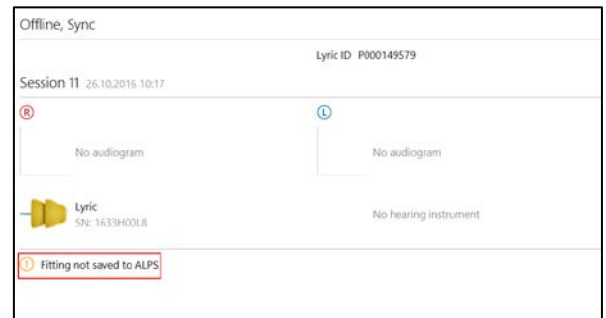 Offline, Sync
Lyric ID P000149579
Session 11 26.10.2016 10:17
R L
No audiogram No audiogram
Lyric
SN: 1633H00L8
No hearing instrument
! Fitting not saved to ALPS